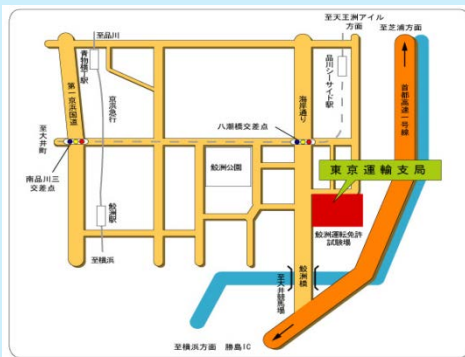 至品川
至天王洲アイル
方面
至芝浦方面
青物横丁駅
第一京浜国道
京浜急行
品川シーサイド駅
海岸通り
首都高速一号線
至大井町
八潮橋交差点
南品川三
交差点
鮫洲公園
東京運輸支局
鮫洲駅
鮫洲運転免許
試験場
至横浜
鮫洲橋
至大井競馬場
至横浜方面 勝島IC